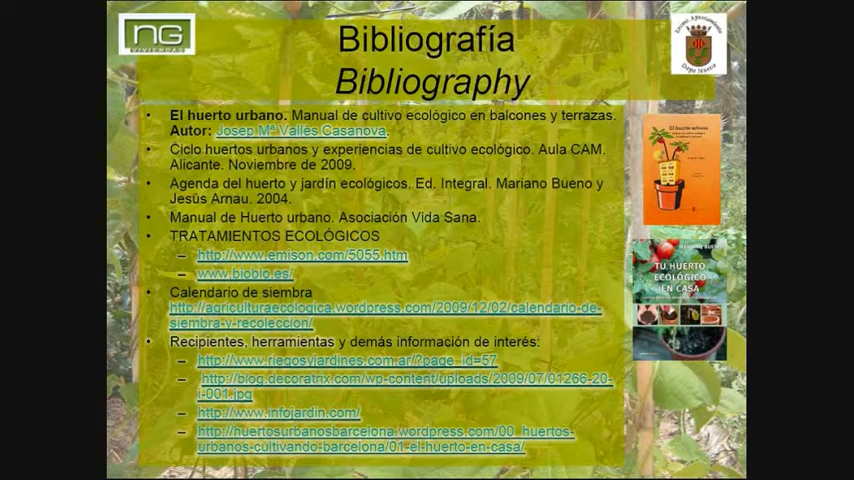 NG
VIVIENDAS
Bibliografía
Bibliography
• El huerto urbano. Manual de cultivo ecológico en balcones y terrazas.
Autor: Josep Mª Vallès Casanova.
• Ciclo huertos urbanos y experiencias de cultivo ecológico. Aula CAM.
Alicante. Noviembre de 2009.
• Agenda del huerto y jardín ecológicos. Ed. Integral. Mariano Bueno y
Jesús Arnau. 2004.
• Manual de Huerto urbano. Asociación Vida Sana.
• TRATAMIENTOS ECOLÓGICOS
– http://www.emison.com/5055.htm
– www.biobio.es/
• Calendario de siembra
http://agriculturaecologica.wordpress.com/2009/12/02/calendario-de-
siembra-y-recoleccion/
• Recipientes, herramientas y demás información de interés:
– http://www.riegosyjardines.com.ar/?page_id=57
– http://blog.decoratrix.com/wp-content/uploads/2009/07/01266-20-
i-001.jpg
– http://www.infojardin.com/
– http://huertosurbanosbarcelona.wordpress.com/00_huertos-
urbanos-cultivando-barcelona/01-el-huerto-en-casa/
El huerto urbano
MARIANO BUENO
TU HUERTO
ECOLÓGICO
EN CASA